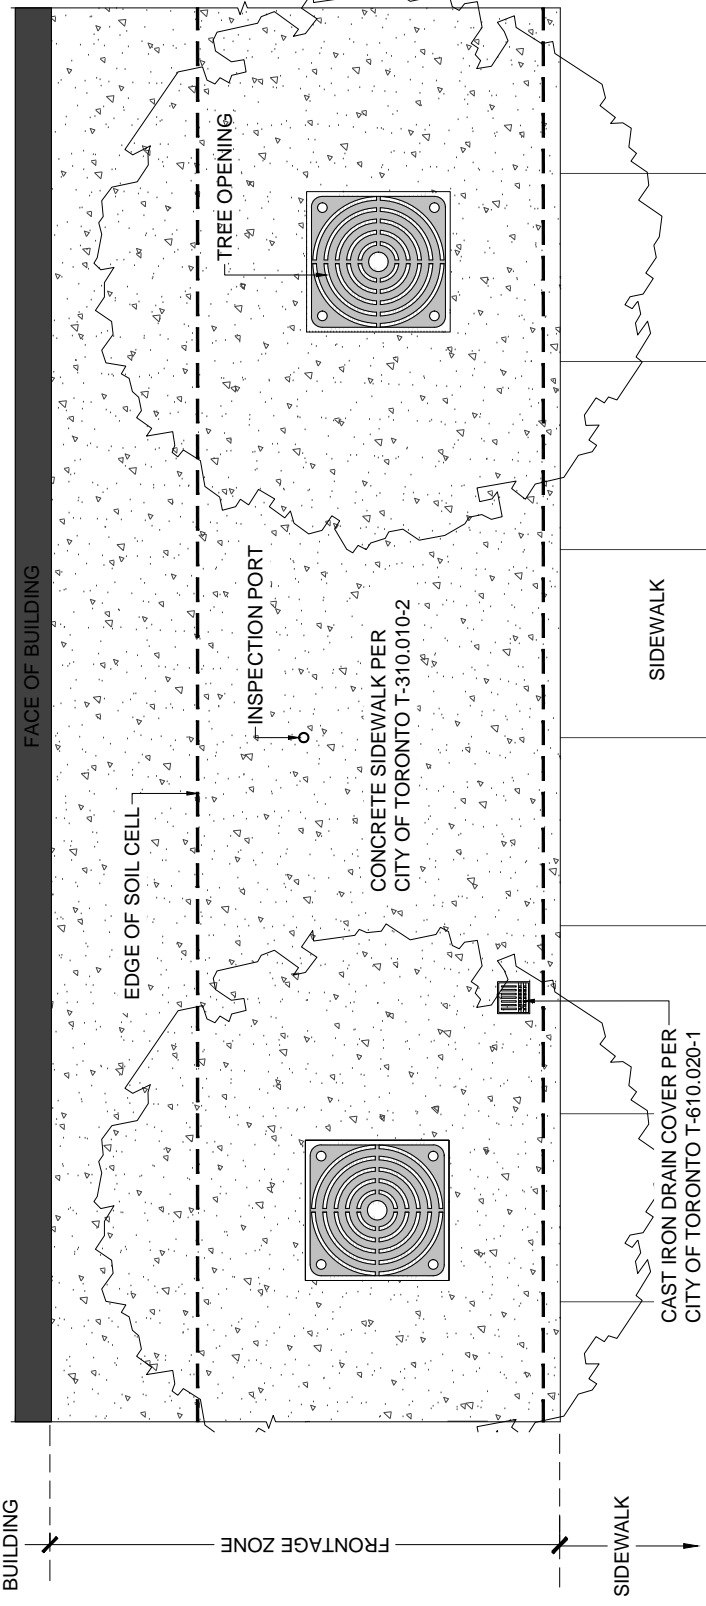 FACE OF BUILDING
TREE OPENING
INSPECTION PORT
EDGE OF SOIL CELL
CONCRETE SIDEWALK PER
CITY OF TORONTO T-310.010-2
SIDEWALK
CAST IRON DRAIN COVER PER
CITY OF TORONTO T-610.020-1
BUILDING
FRONTAGE ZONE
SIDEWALK